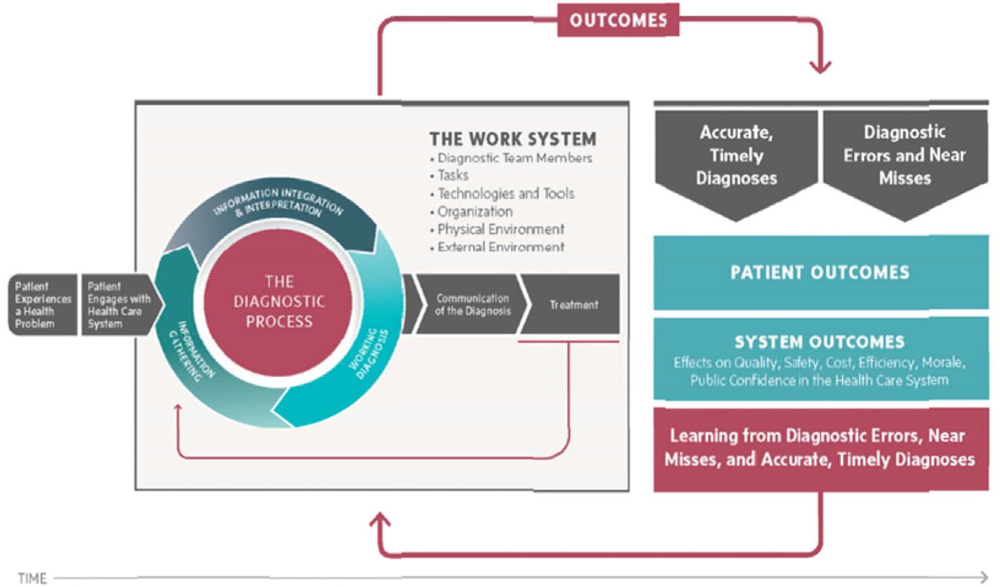 OUTCOMES
THE WORK SYSTEM
• Diagnostic Team Members
• Tasks
• Technologies and Tools
• Organization
• Physical Environment
• External Environment
INFORMATION INTEGRATION
& INTERPRETATION
THE
DIAGNOSTIC
PROCESS
INFORMATION
GATHERING
WORKING
DIAGNOSIS
Patient
Experiences
a Health
Problem
Patient
Engages with
Health Care
System
Communication
of the Diagnosis
Treatment
Accurate,
Timely
Diagnoses
Diagnostic
Errors and Near
Misses
PATIENT OUTCOMES
SYSTEM OUTCOMES
Effects on Quality, Safety, Cost, Efficiency, Morale,
Public Confidence in the Health Care System
Learning from Diagnostic Errors, Near
Misses, and Accurate, Timely Diagnoses
TIME